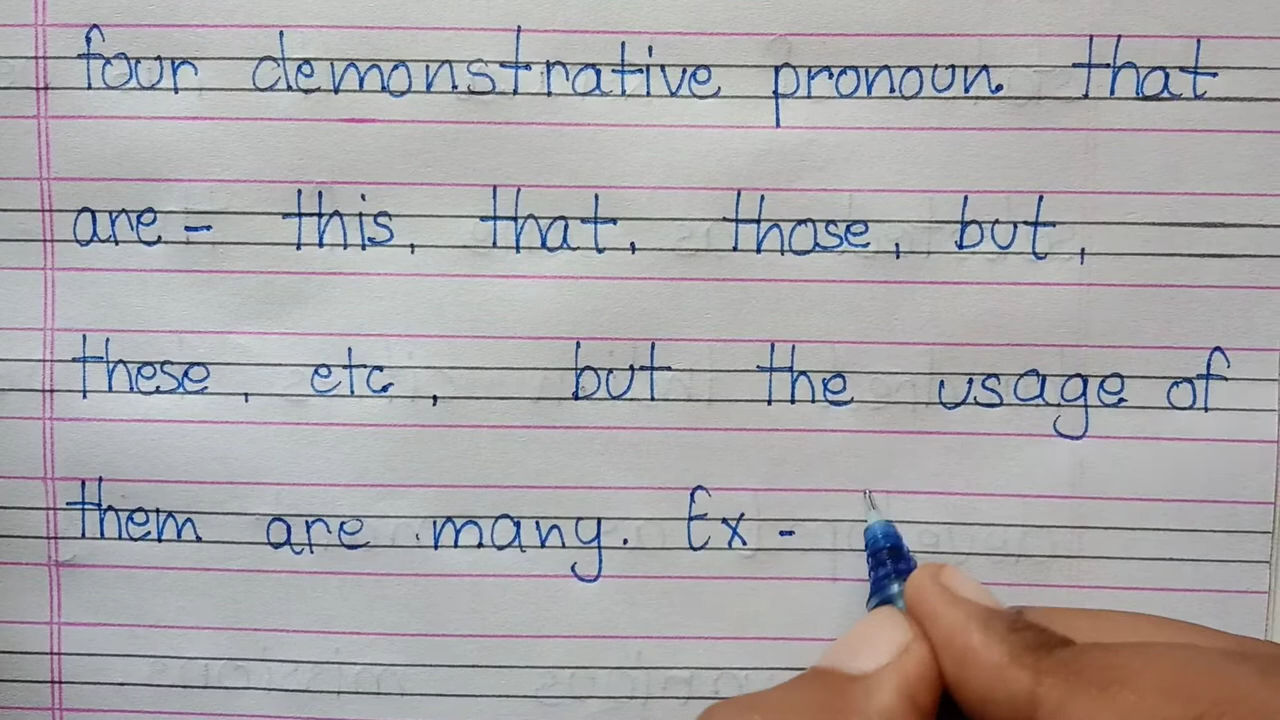 four demonstrative pronoun that
are - this, that, those, but,
these, etc, but the usage of
them are many. Ex -